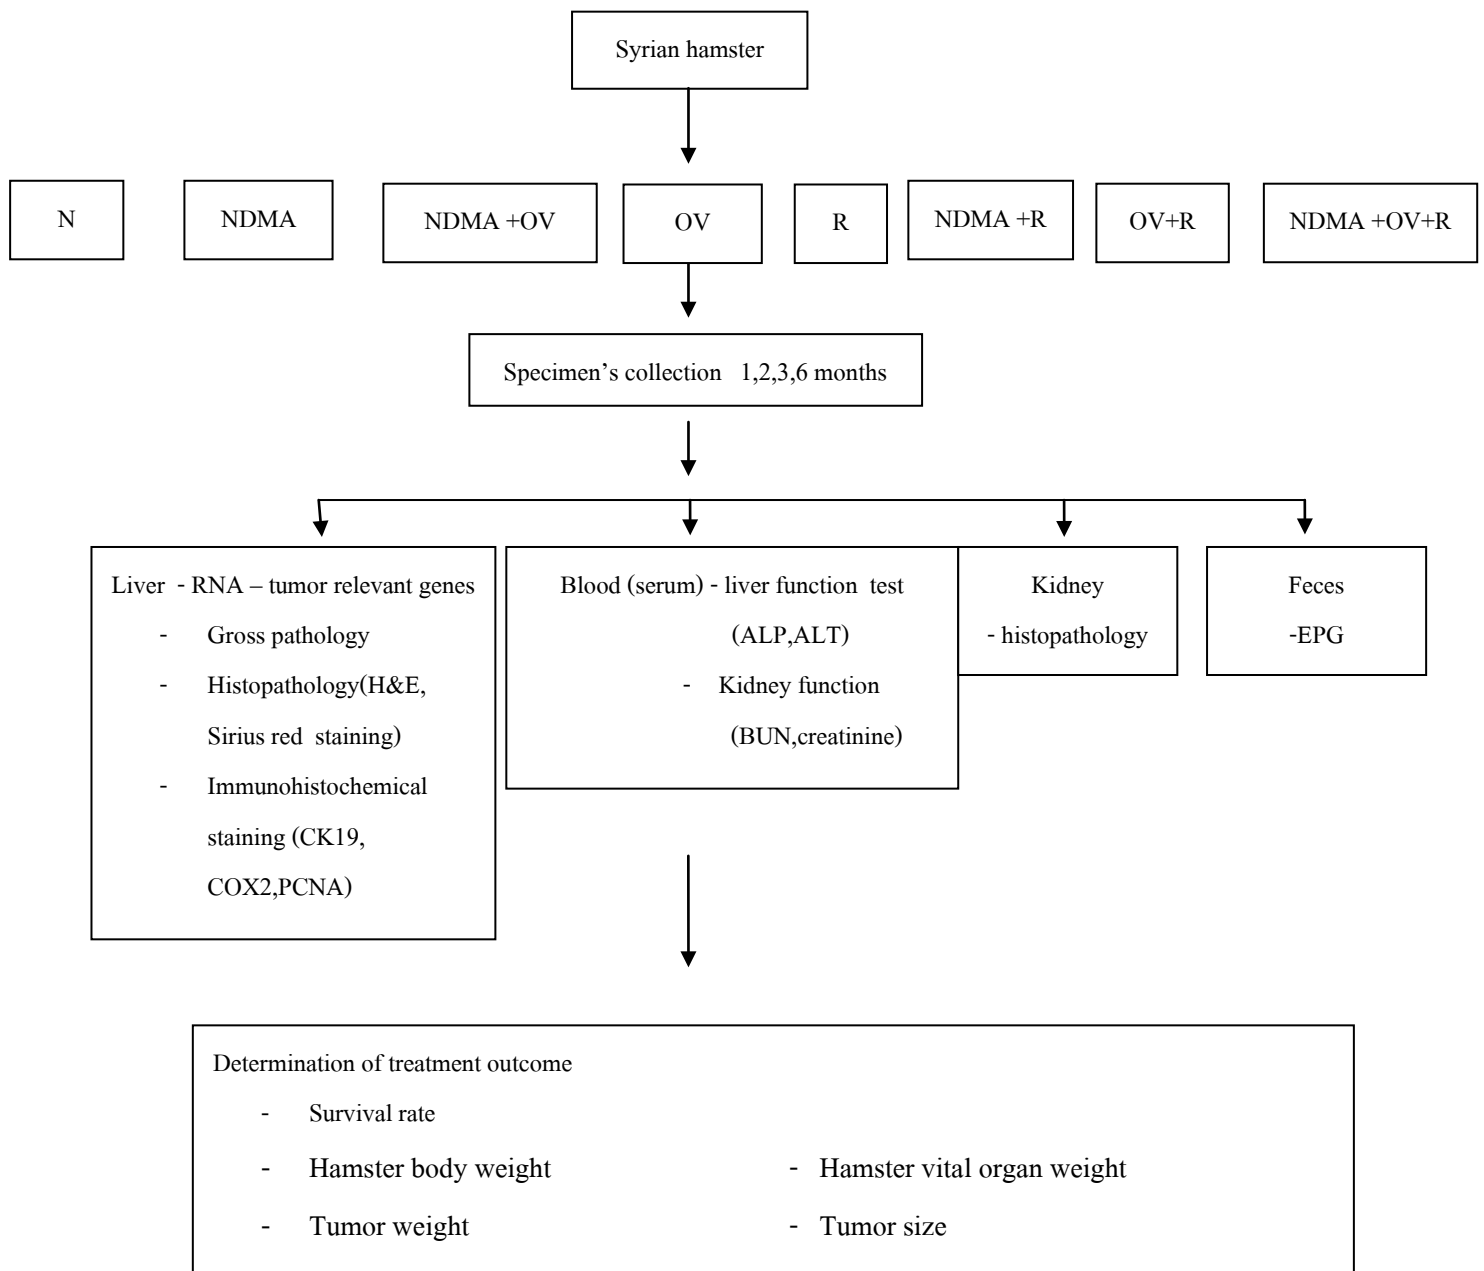 Syrian hamster
N
NDMA
NDMA +OV
OV
R
NDMA +R
OV+R
NDMA +OV+R
Specimen’s collection 1,2,3,6 months
Liver - RNA – tumor relevant genes
- Gross pathology
- Histopathology(H&E,
Sirius red staining)
- Immunohistochemical
staining (CK19,
COX2,PCNA)
Blood (serum) - liver function test
(ALP,ALT)
- Kidney function
(BUN,creatinine)
Kidney
- histopathology
Feces
-EPG
Determination of treatment outcome
- Survival rate
- Hamster body weight
- Hamster vital organ weight
- Tumor weight
- Tumor size